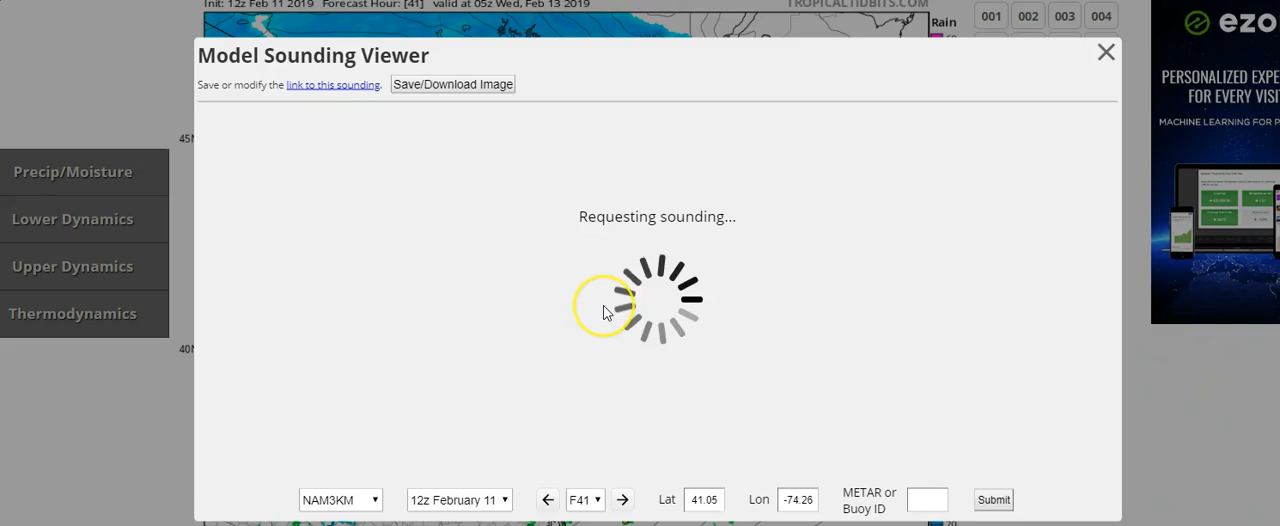 Init: 12z Feb 11 2019 Forecast Hour: [41] valid at 05z Wed, Feb 13 2019
TROPICALTIDBITS.COM
Rain
001 002 003 004
ezo
Model Sounding Viewer
Save or modify the link to this sounding. Save/Download Image
PERSONALIZED EXPE
FOR EVERY VISI
MACHINE LEARNING FOR P
45N
Precip/Moisture
Lower Dynamics
Upper Dynamics
Thermodynamics
Requesting sounding...
40N
NAM3KM 12z February 11 F41 Lat 41.05 Lon -74.26 METAR or Buoy ID Submit
20